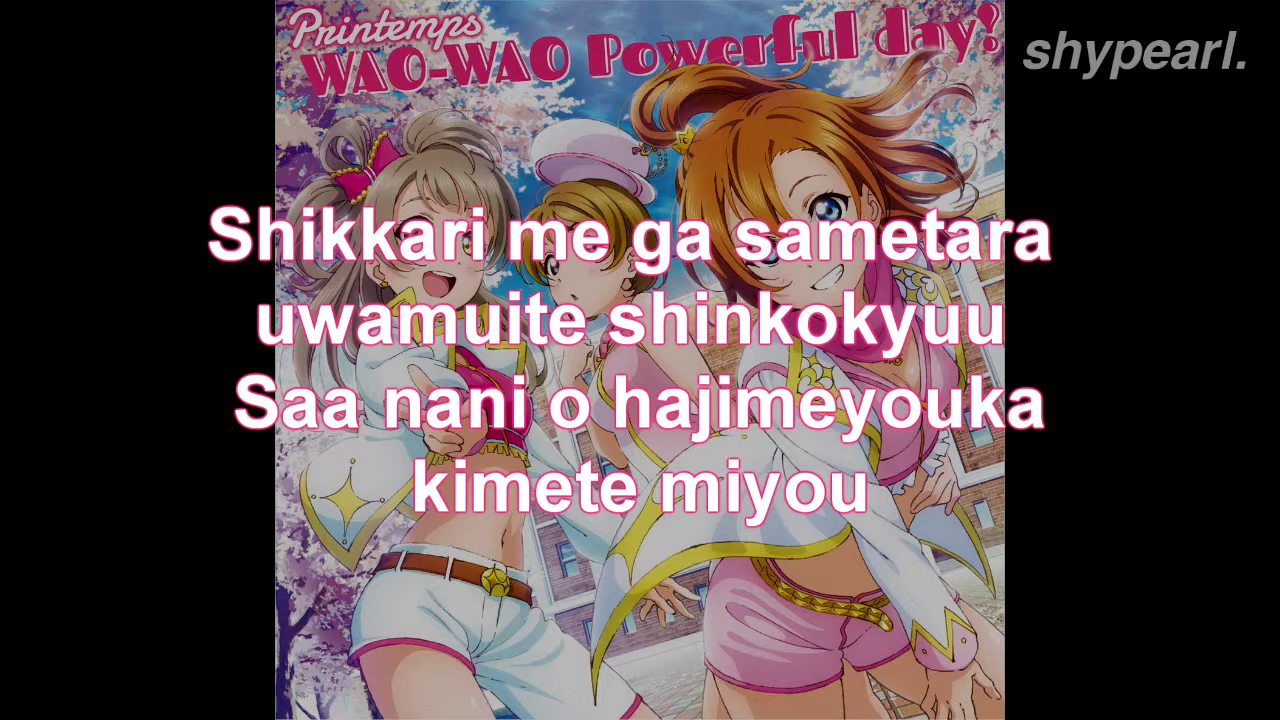 Printemps
WAO-WAO Powerful day!
shypearl.
Shikkari me ga sametara
uwamuite shinkokyuu
Saa nani o hajimeyouka
kimete miyou